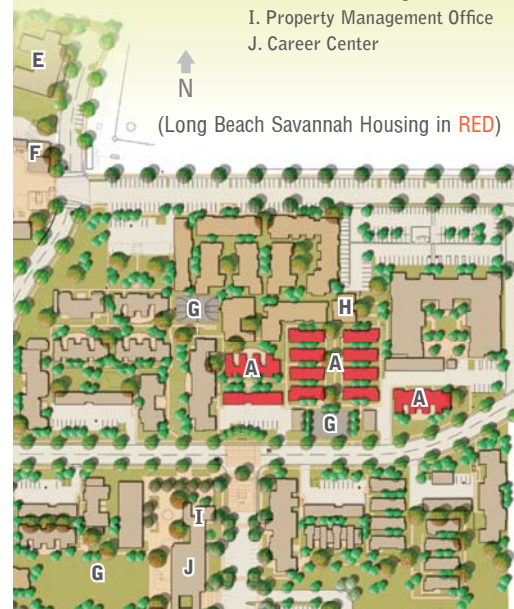 I. Property Management Office
J. Career Center
N
(Long Beach Savannah Housing in RED)
E
F
G
H
A
A
A
G
I
G
J